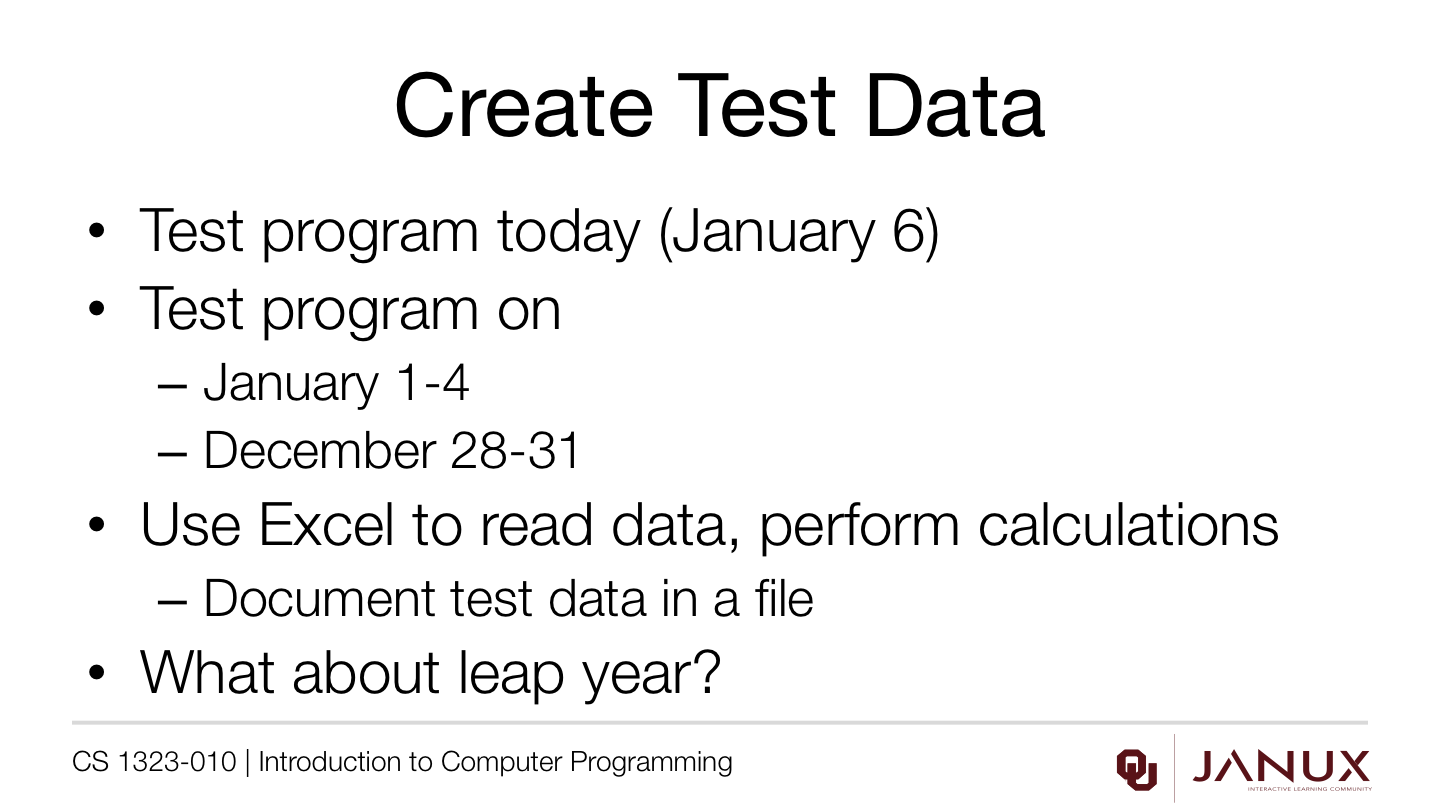 Create Test Data
• Test program today (January 6)
• Test program on
– January 1-4
– December 28-31
• Use Excel to read data, perform calculations
– Document test data in a file
• What about leap year?
CS 1323-010 | Introduction to Computer Programming
OU
JANUX
INTERACTIVE LEARNING COMMUNITY